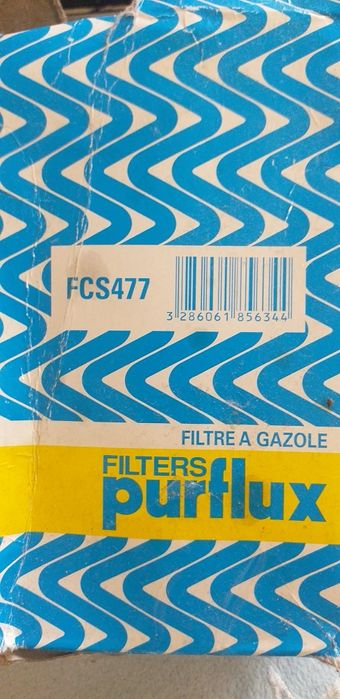 FCS477
3 286061 856344
FILTRE A GAZOLE
FILTERS
purflux